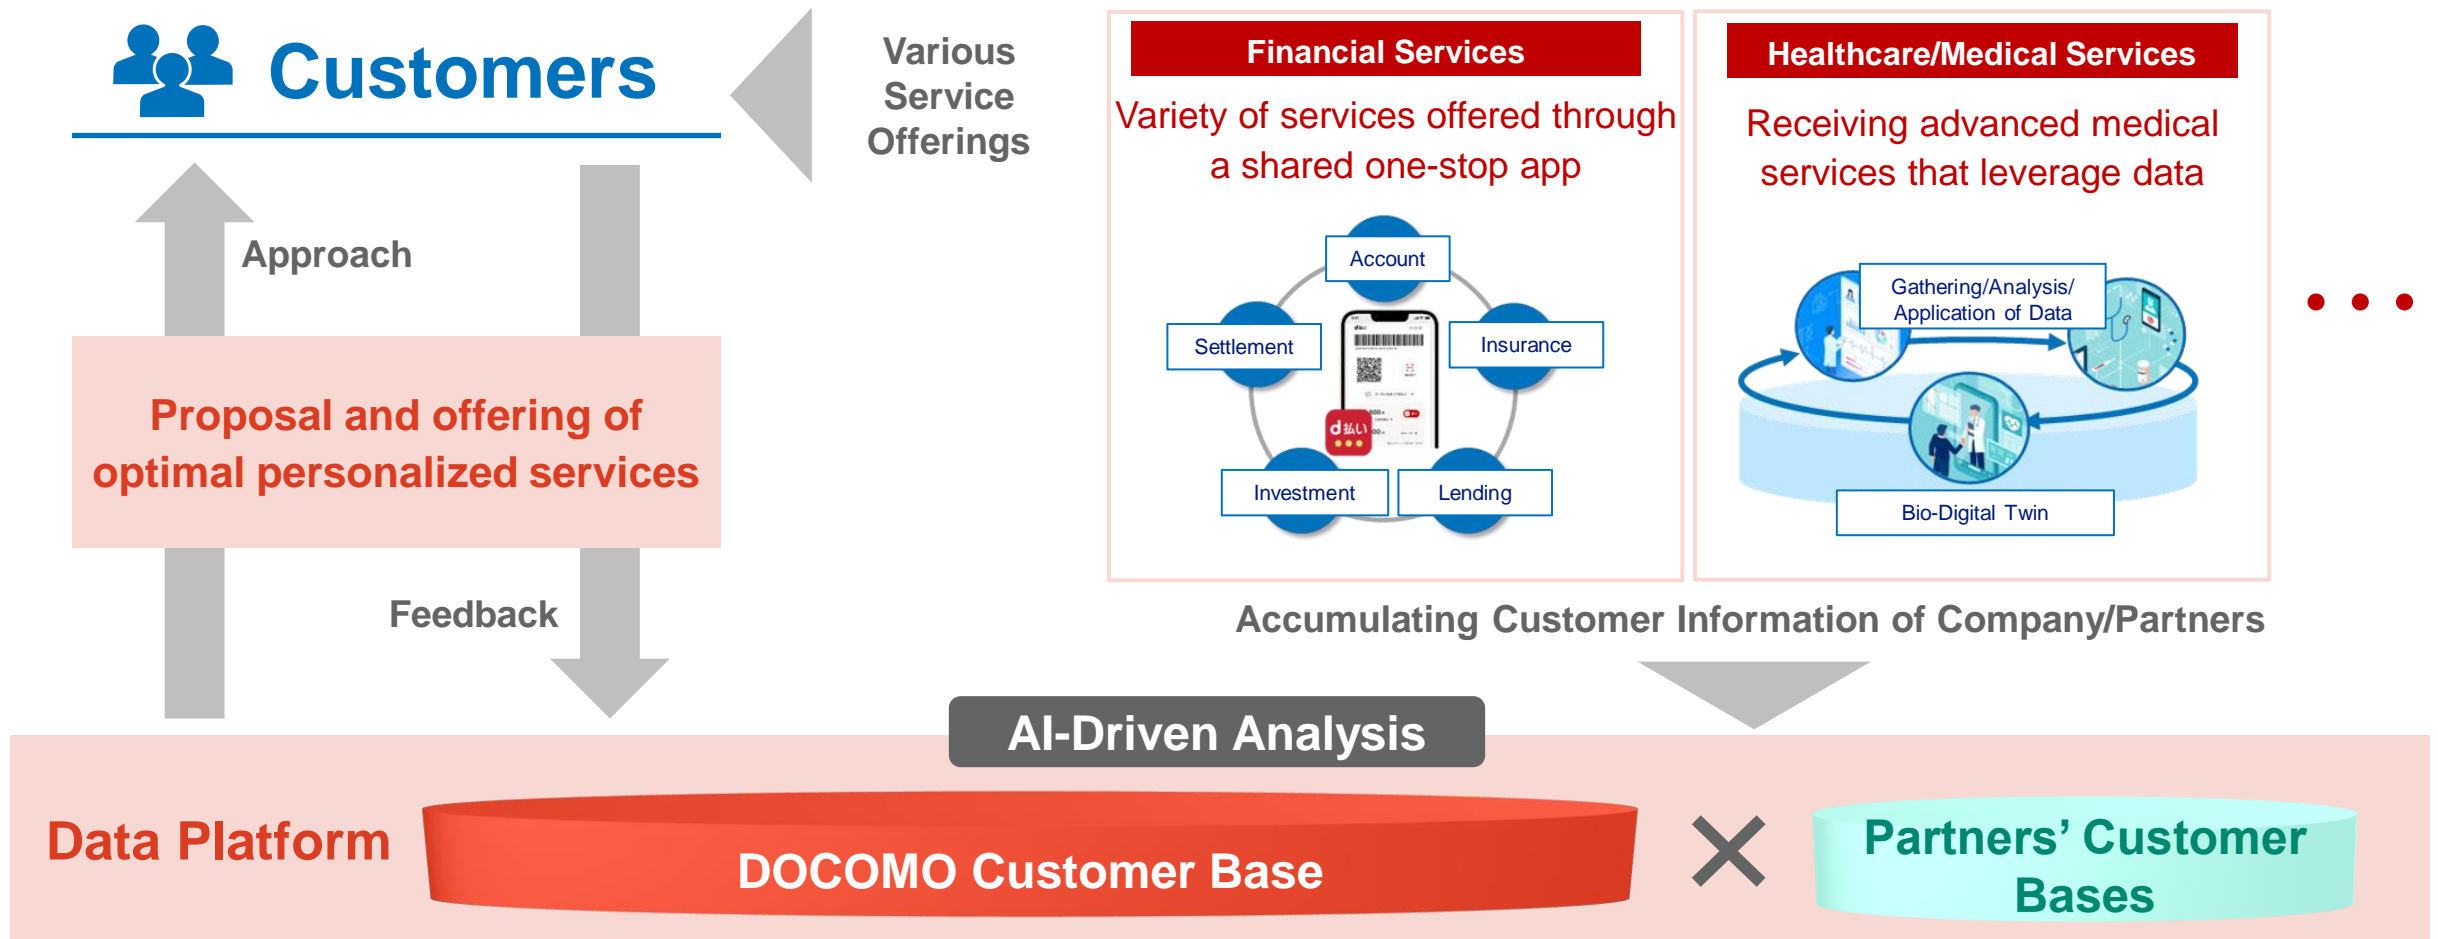 Customers
Various
Service
Offerings
Financial Services
Variety of services offered through
a shared one-stop app
Account
Settlement
Insurance
d払い
Investment
Lending
Healthcare/Medical Services
Receiving advanced medical
services that leverage data
Gathering/Analysis/
Application of Data
Bio-Digital Twin
• • •
Approach
Proposal and offering of
optimal personalized services
Feedback
Accumulating Customer Information of Company/Partners
AI-Driven Analysis
Data Platform
DOCOMO Customer Base
×
Partners’ Customer
Bases